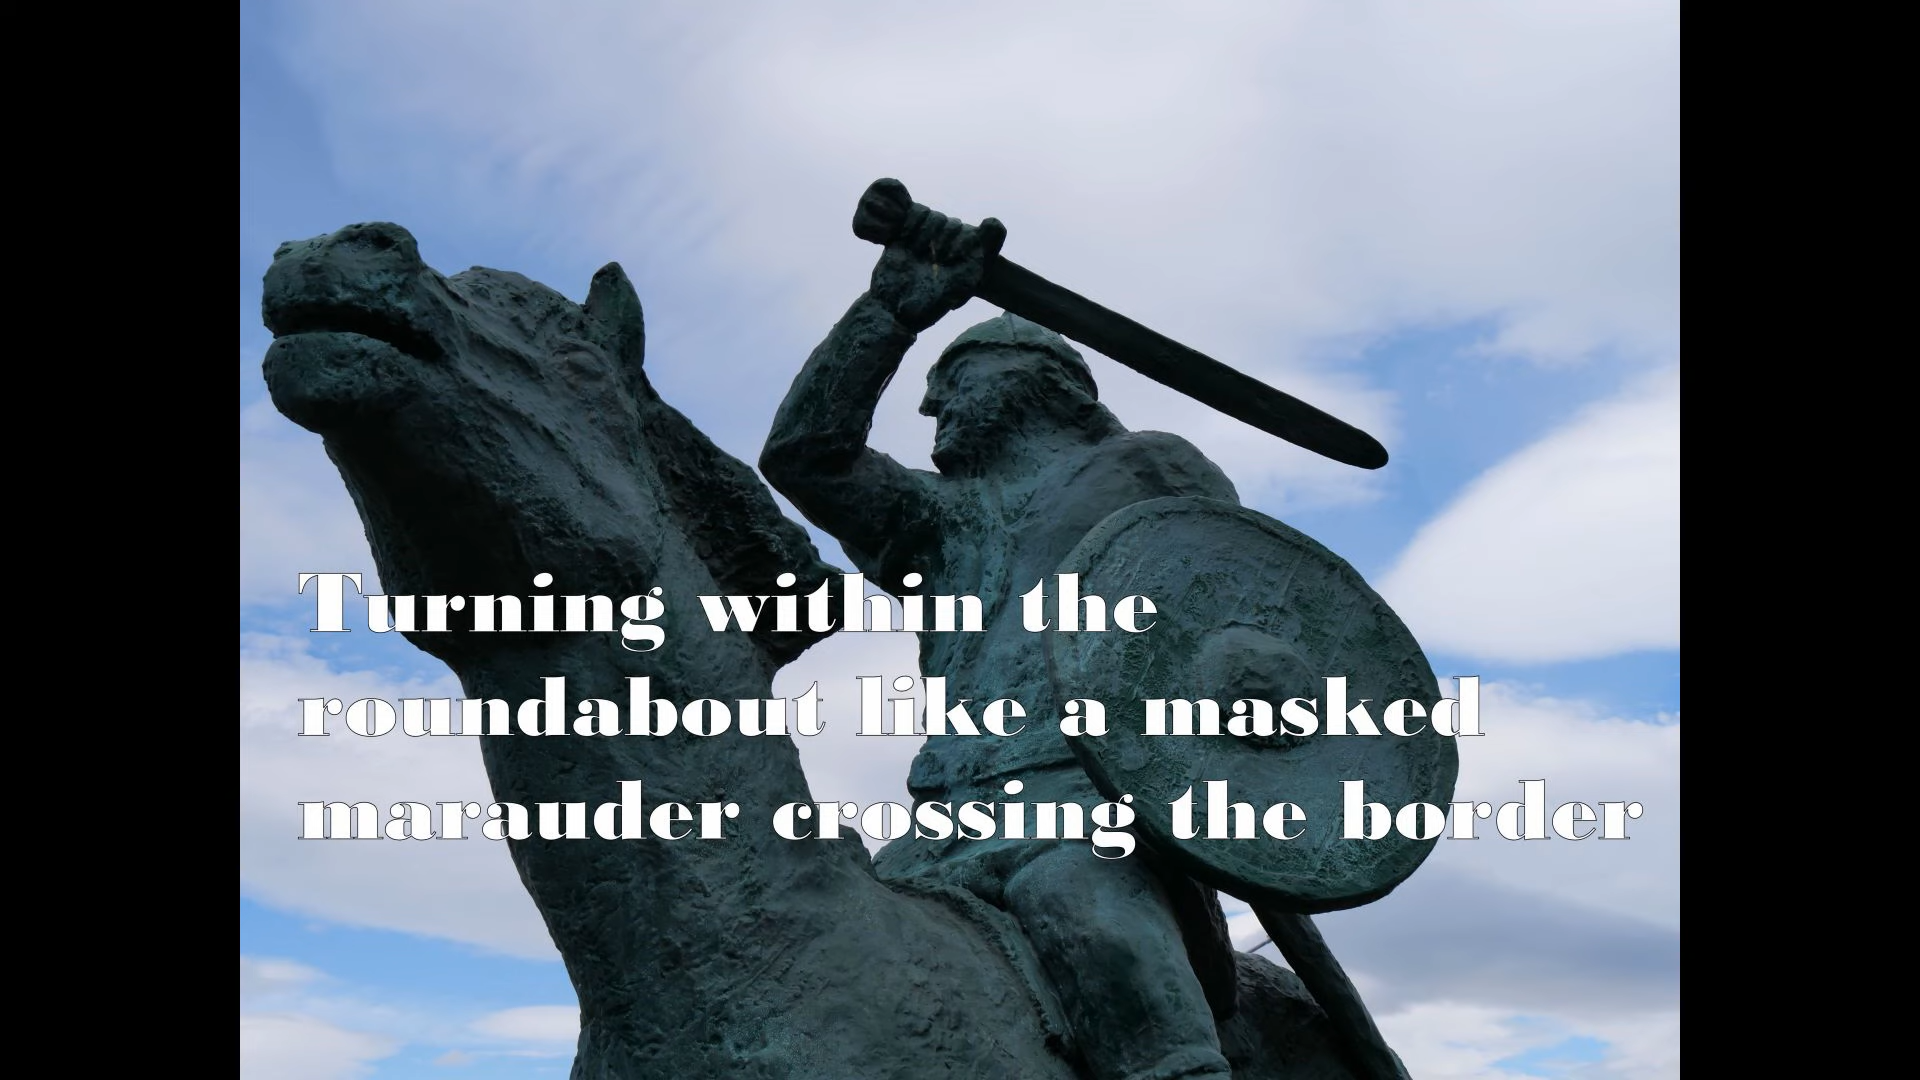 Turning within the
roundabout like a masked
marauder crossing the border